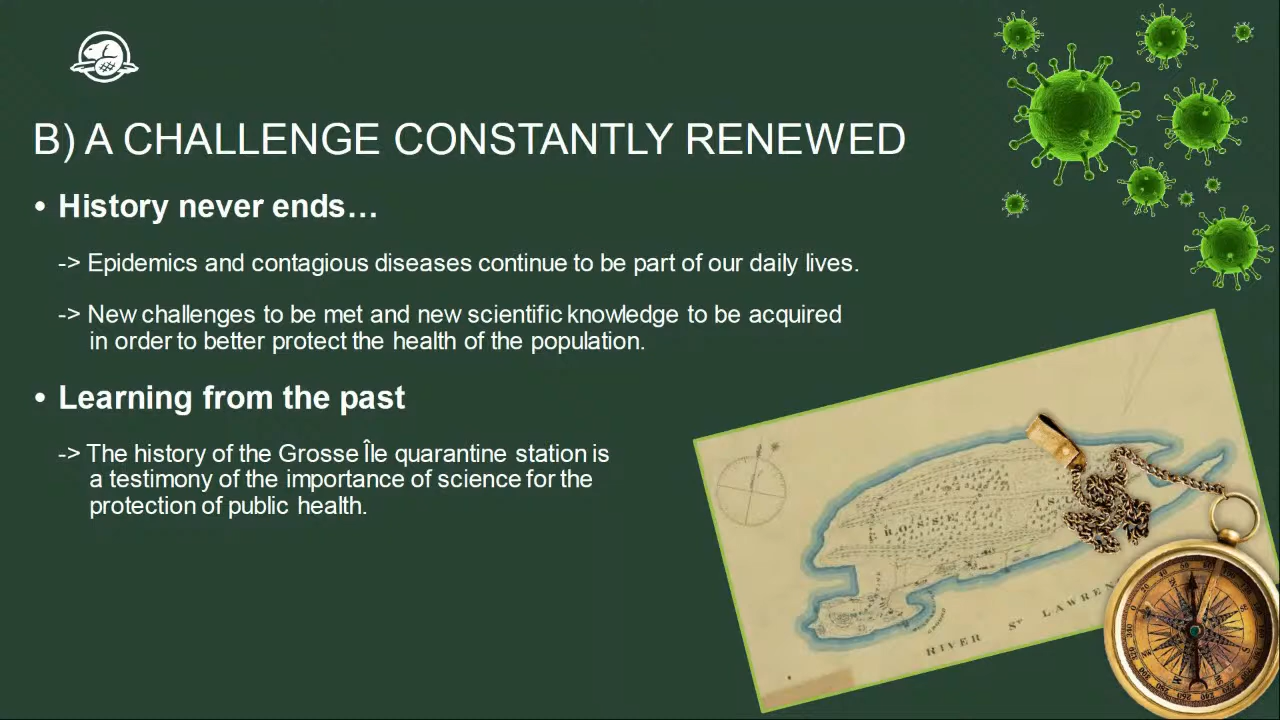 B) A CHALLENGE CONSTANTLY RENEWED
• History never ends…
-> Epidemics and contagious diseases continue to be part of our daily lives.
-> New challenges to be met and new scientific knowledge to be acquired
in order to better protect the health of the population.
• Learning from the past
-> The history of the Grosse Île quarantine station is
a testimony of the importance of science for the
protection of public health.
GROSSE
RIVER St LAWREN